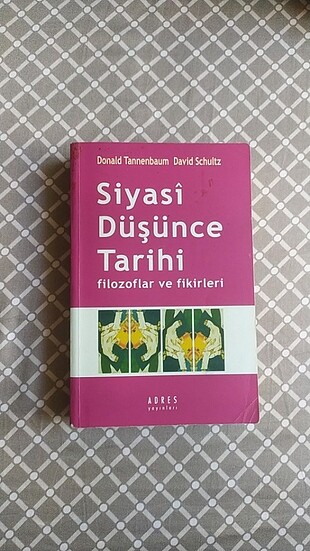 Donald Tannenbaum David Schultz
Siyasî
Düşünce
Tarihi
filozoflar ve fikirleri
ADRES
yayınları